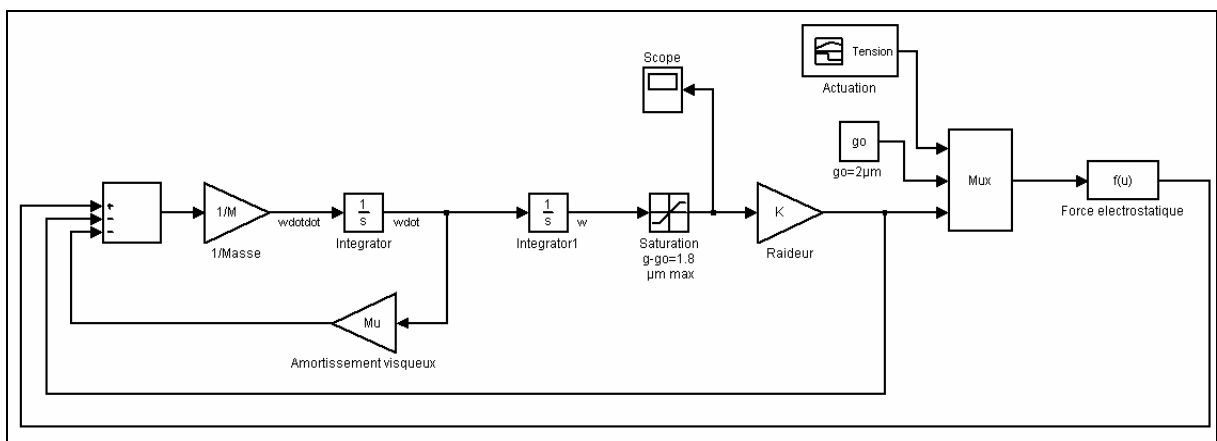 Scope
Tension
Actuation
go
go=2µm
Mux
f(u)
Force electrostatique
+
−
−
1/M
1/Masse
wdotdot
1
s
Integrator
wdot
1
s
Integrator1
w
Saturation
g-go=1.8
µm max
K
Raideur
Mu
Amortissement visqueux